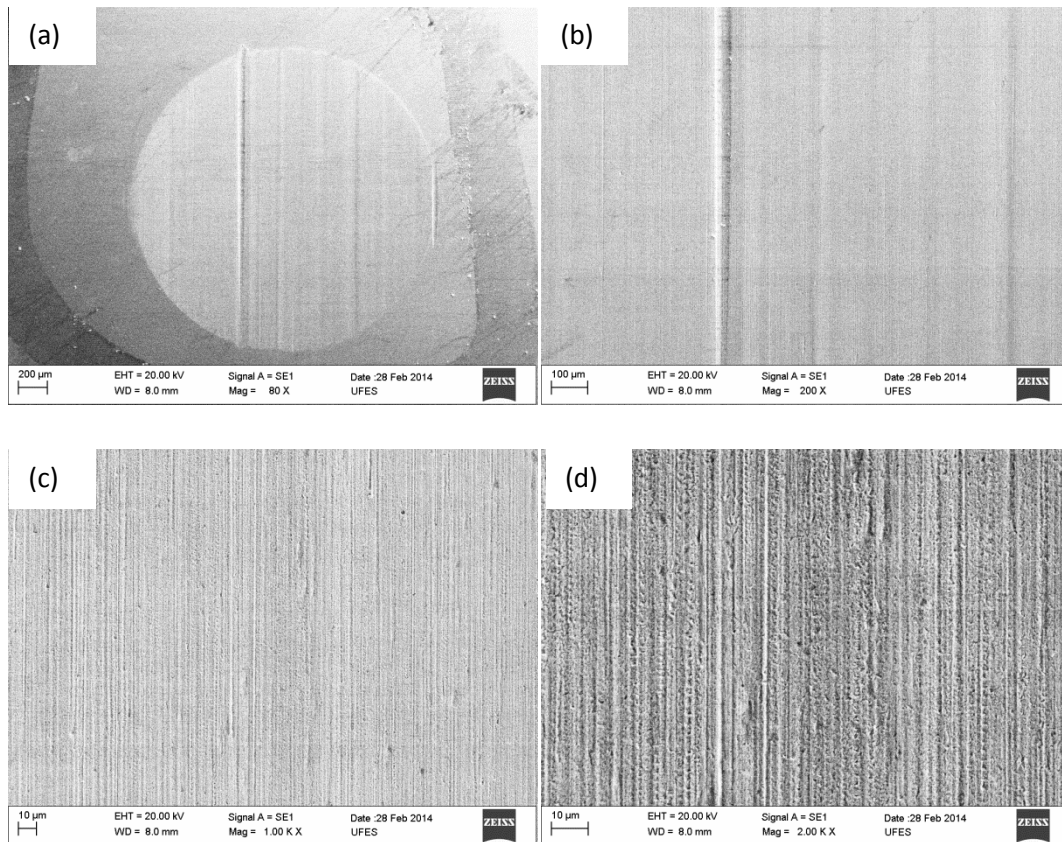 (a)
200 µm EHT = 20.00 kV Signal A = SE1 Date :28 Feb 2014
WD = 8.0 mm Mag = 80 X UFES ZEISS
(b)
100 µm EHT = 20.00 kV Signal A = SE1 Date :28 Feb 2014
WD = 8.0 mm Mag = 200 X UFES ZEISS
(c)
10 µm EHT = 20.00 kV Signal A = SE1 Date :28 Feb 2014
WD = 8.0 mm Mag = 1.00 K X UFES ZEISS
(d)
10 µm EHT = 20.00 kV Signal A = SE1 Date :28 Feb 2014
WD = 8.0 mm Mag = 2.00 K X UFES ZEISS